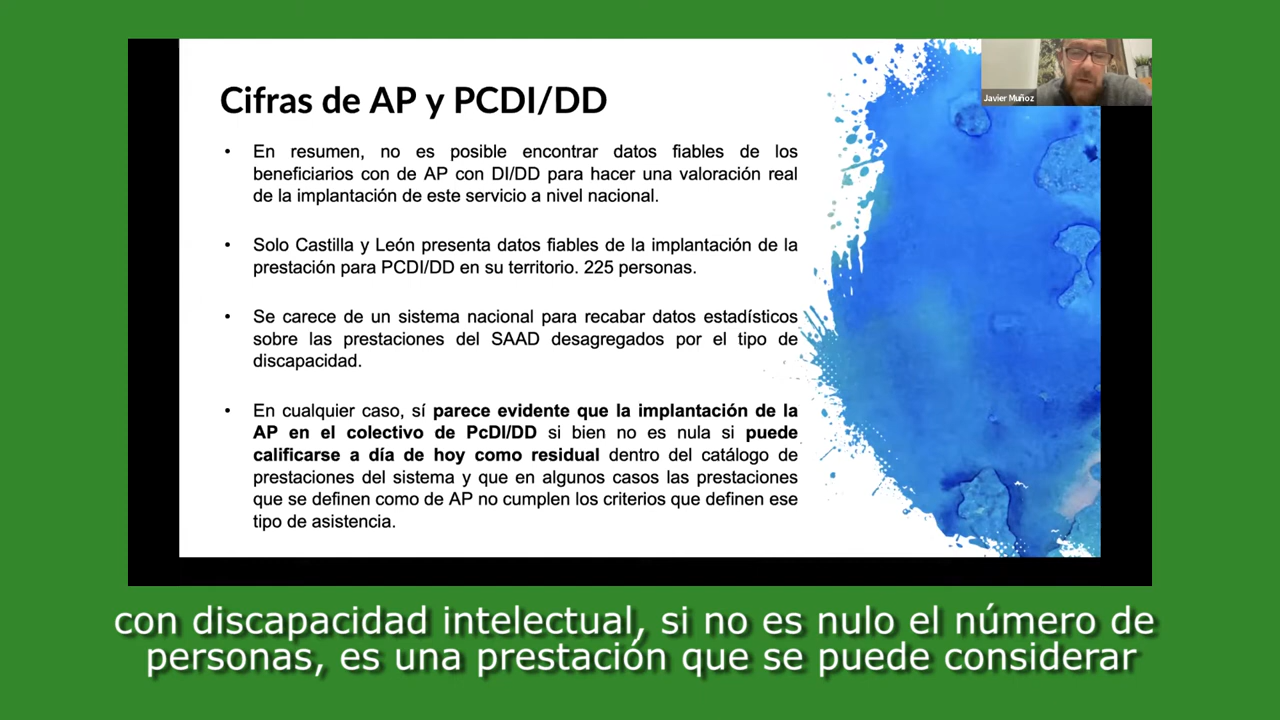 Cifras de AP y PCDI/DD
Javier Muñoz
• En resumen, no es posible encontrar datos fiables de los
beneficiarios con de AP con DI/DD para hacer una valoración real
de la implantación de este servicio a nivel nacional.
• Solo Castilla y León presenta datos fiables de la implantación de la
prestación para PCDI/DD en su territorio. 225 personas.
• Se carece de un sistema nacional para recabar datos estadísticos
sobre las prestaciones del SAAD desagregados por el tipo de
discapacidad.
• En cualquier caso, sí parece evidente que la implantación de la
AP en el colectivo de PcDI/DD si bien no es nula si puede
calificarse a día de hoy como residual dentro del catálogo de
prestaciones del sistema y que en algunos casos las prestaciones
que se definen como de AP no cumplen los criterios que definen ese
tipo de asistencia.
con discapacidad intelectual, si no es nulo el número de
personas, es una prestación que se puede considerar